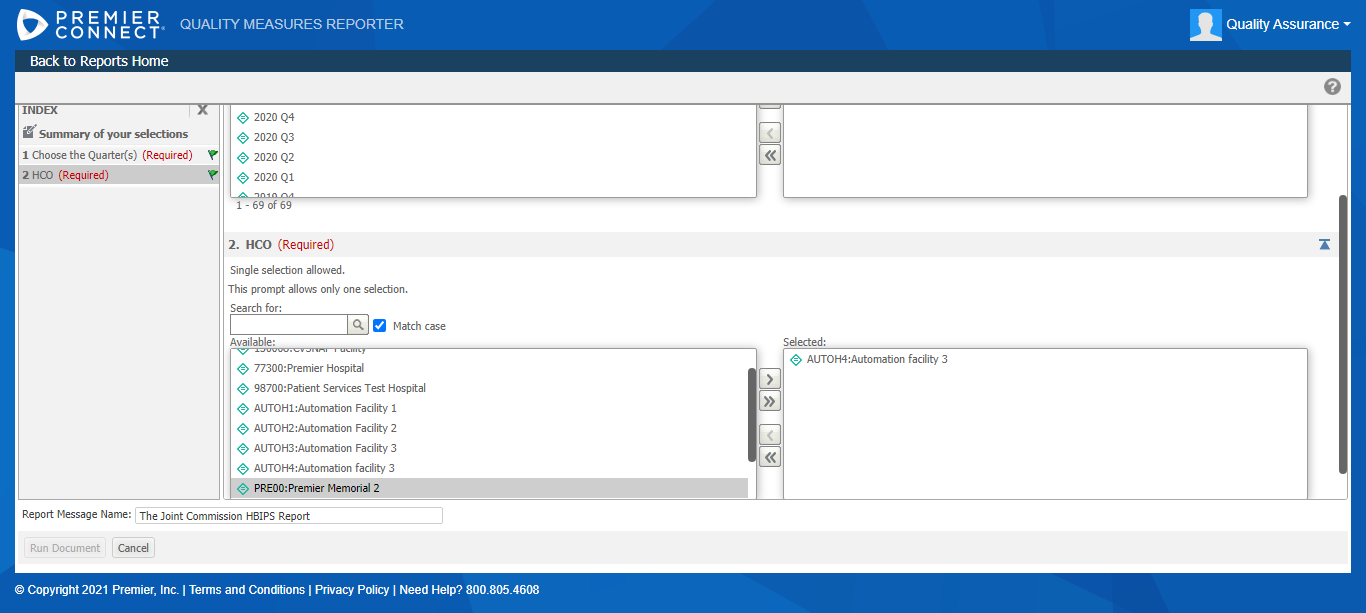 PREMIER CONNECT
QUALITY MEASURES REPORTER
Quality Assurance
Back to Reports Home
INDEX
Summary of your selections
1 Choose the Quarter(s) (Required)
2 HCO (Required)
2020 Q4
2020 Q3
2020 Q2
2020 Q1
2019 Q4
1 - 69 of 69
2. HCO (Required)
Single selection allowed.
This prompt allows only one selection.
Search for:
Match case
Available:
77300:Premier Hospital
98700:Patient Services Test Hospital
AUTOH1:Automation Facility 1
AUTOH2:Automation Facility 2
AUTOH3:Automation Facility 3
AUTOH4:Automation facility 3
PRE00:Premier Memorial 2
Selected:
AUTOH4:Automation facility 3
Report Message Name: The Joint Commission HBIPS Report
Run Document Cancel
© Copyright 2021 Premier, Inc. | Terms and Conditions | Privacy Policy | Need Help? 800.805.4608